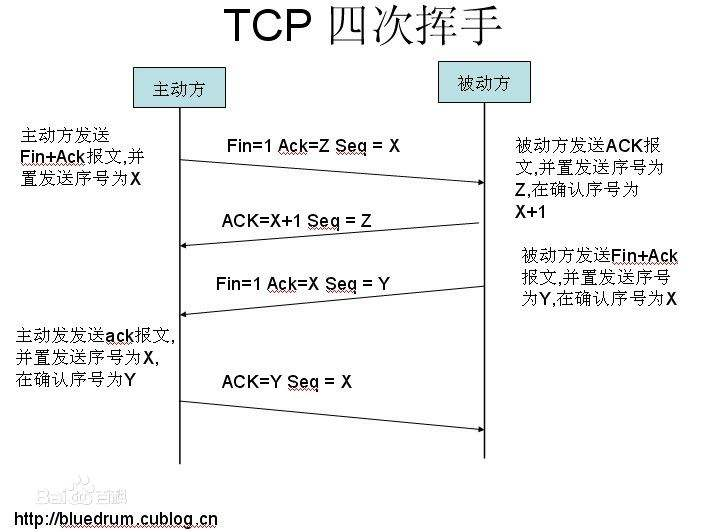 TCP 四次挥手
主动方
被动方
主动方发送
Fin+Ack报文,并
置发送序号为X
Fin=1 Ack=Z Seq = X
被动方发送ACK报
文,并置发送序号为
Z,在确认序号为
X+1
ACK=X+1 Seq = Z
被动方发送Fin+Ack
报文,并置发送序号
为Y,在确认序号为X
Fin=1 Ack=X Seq = Y
主动发发送ack报文,
并置发送序号为X,
在确认序号为Y
ACK=Y Seq = X
Bai百科
http://bluedrum.cublog.cn